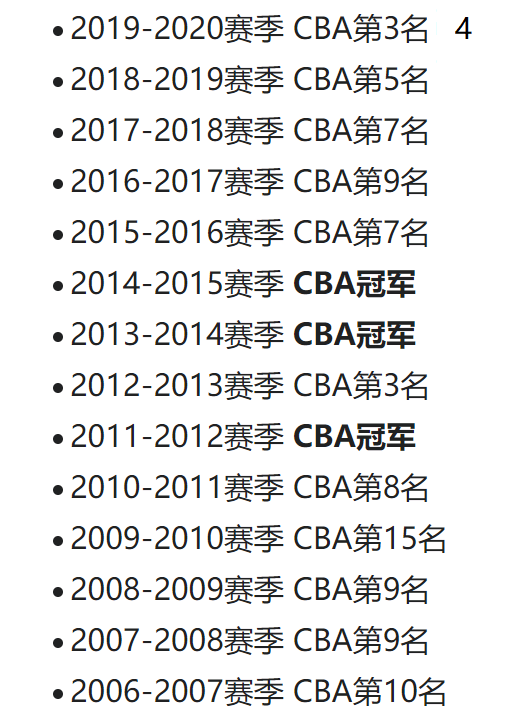 • 2019-2020赛季 CBA第3名 4
• 2018-2019赛季 CBA第5名
• 2017-2018赛季 CBA第7名
• 2016-2017赛季 CBA第9名
• 2015-2016赛季 CBA第7名
• 2014-2015赛季 CBA冠军
• 2013-2014赛季 CBA冠军
• 2012-2013赛季 CBA第3名
• 2011-2012赛季 CBA冠军
• 2010-2011赛季 CBA第8名
• 2009-2010赛季 CBA第15名
• 2008-2009赛季 CBA第9名
• 2007-2008赛季 CBA第9名
• 2006-2007赛季 CBA第10名